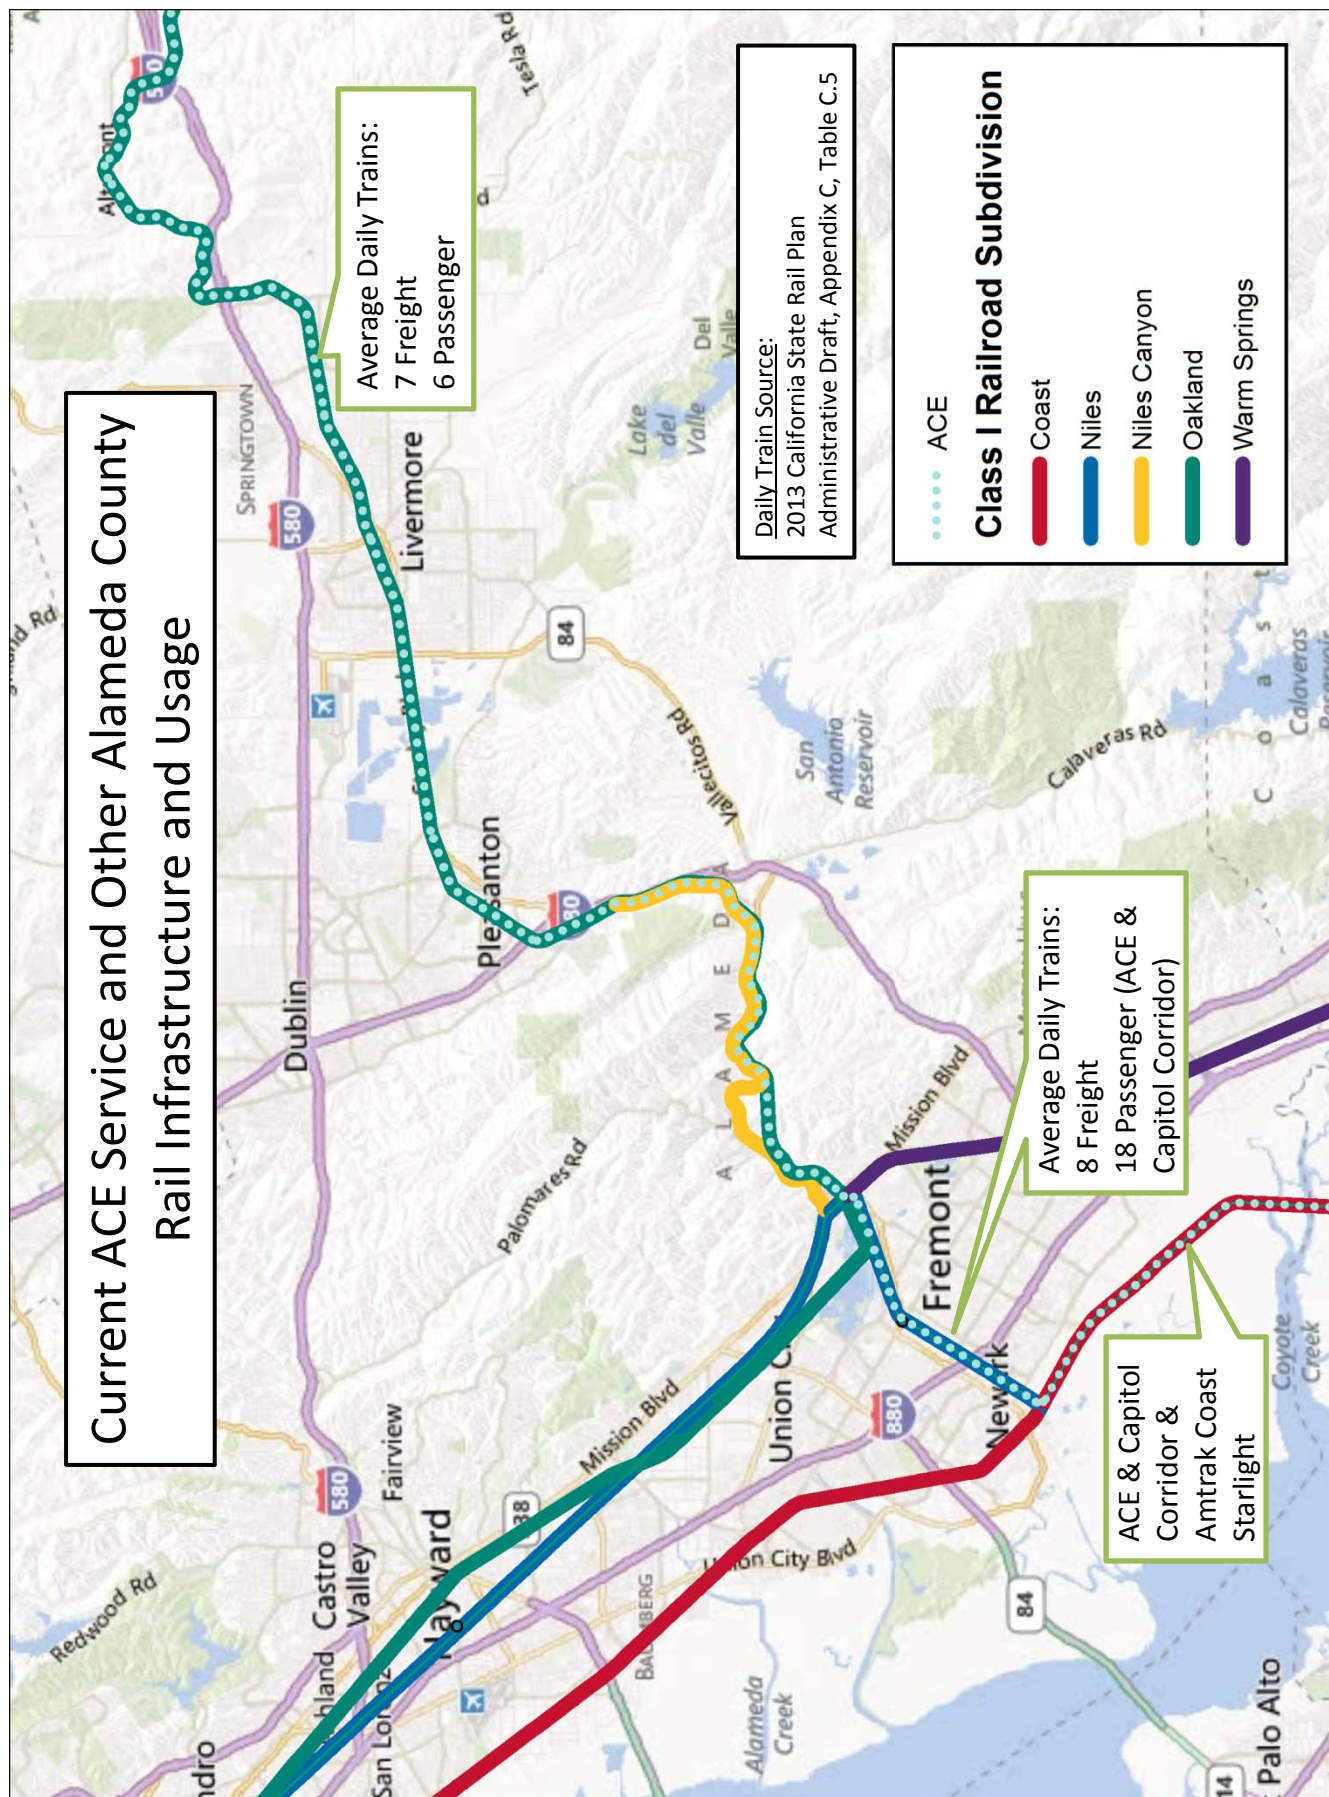 Current ACE Service and Other Alameda County
Rail Infrastructure and Usage
Average Daily Trains:
7 Freight
6 Passenger
Daily Train Source:
2013 California State Rail Plan
Administrative Draft, Appendix C, Table C.5
ACE
Class I Railroad Subdivision
Coast
Niles
Niles Canyon
Oakland
Warm Springs
Average Daily Trains:
8 Freight
18 Passenger (ACE &
Capitol Corridor)
ACE & Capitol
Corridor &
Amtrak Coast
Starlight
Tesla Rd
SPRINGTOWN
580
Livermore
Lake
del
Valle
Del
Valle
84
Vallecitos Rd
San
Antonio
Reservoir
Calaveras Rd
Calaveras
Coast
Dublin
Pleasanton
ALAMEDA
Palomares Rd
Mission Blvd
Fremont
Newark
880
Union C
Mission Blvd
Fairview
580
Castro
Valley
Hayward
Redwood Rd
Union City Blvd
84
Alameda
Creek
Coyote
Creek
Palo Alto